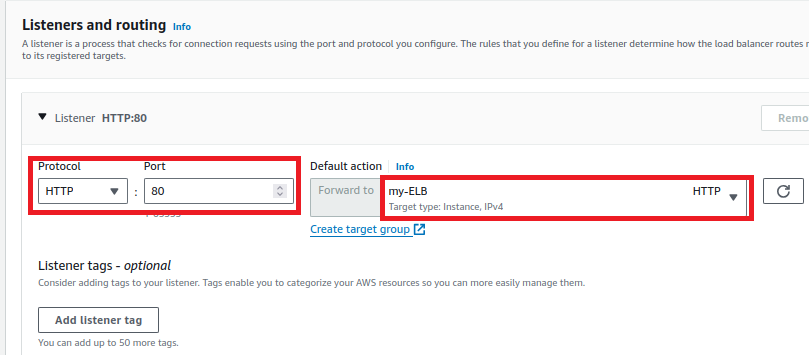 Listeners and routing Info
A listener is a process that checks for connection requests using the port and protocol you configure. The rules that you define for a listener determine how the load balancer routes
to its registered targets.
Listener HTTP:80
Remo
Protocol Port Default action Info
HTTP : 80 Forward to my-ELB HTTP
Target type: Instance, IPv4
Create target group
Listener tags - optional
Consider adding tags to your listener. Tags enable you to categorize your AWS resources so you can more easily manage them.
Add listener tag
You can add up to 50 more tags.